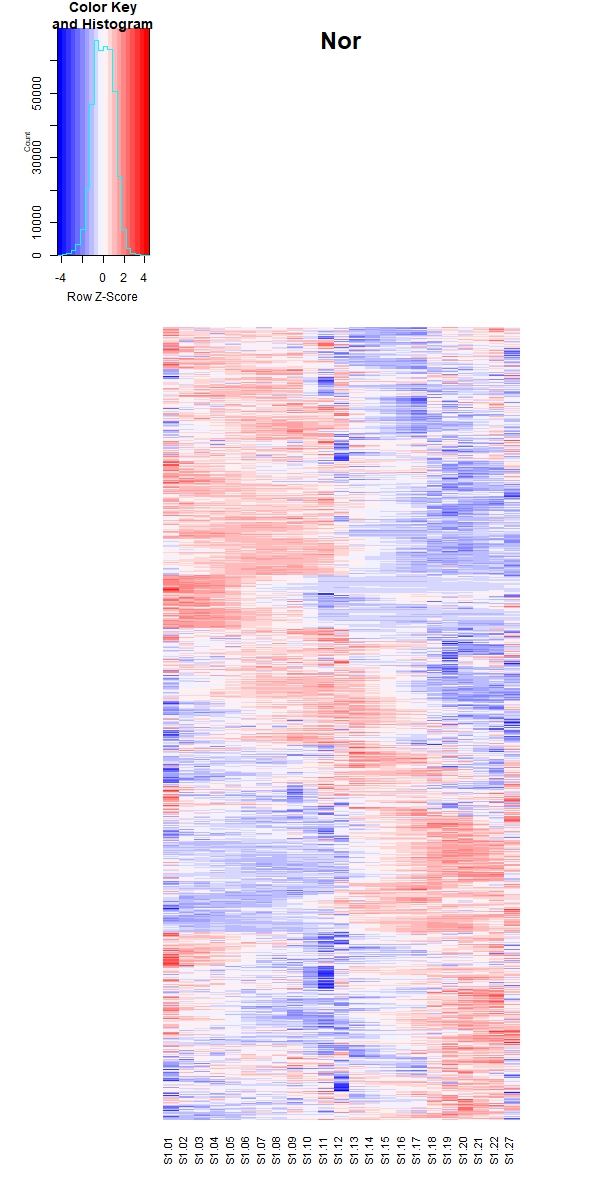 Color Key
and Histogram
Nor
Count
0 10000 30000 50000
-4 0 2 4
Row Z-Score
S1.01 S1.02 S1.03 S1.04 S1.05 S1.06 S1.07 S1.08 S1.09 S1.10 S1.11 S1.12 S1.13 S1.14 S1.15 S1.16 S1.17 S1.18 S1.19 S1.20 S1.21 S1.22 S1.27